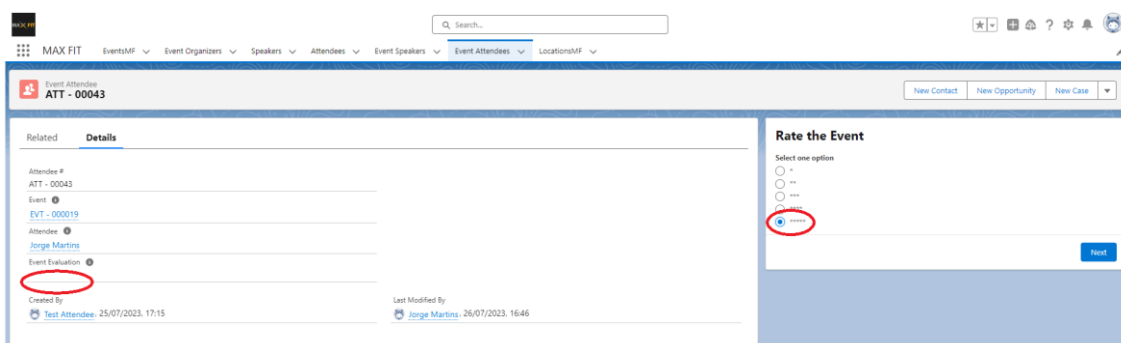 MAX FIT
Search...
MAX FIT EventsMF Event Organizers Speakers Attendees Event Speakers Event Attendees LocationsMF
Event Attendee
ATT - 00043
New Contact New Opportunity New Case
Related Details
Attendee #
ATT - 00043
Event
EVT - 000019
Attendee
Jorge Martins
Event Evaluation
Created By
Test Attendee, 25/07/2023, 17:15
Last Modified By
Jorge Martins, 26/07/2023, 16:46
Rate the Event
Select one option
*
**
***
****
*****
Next